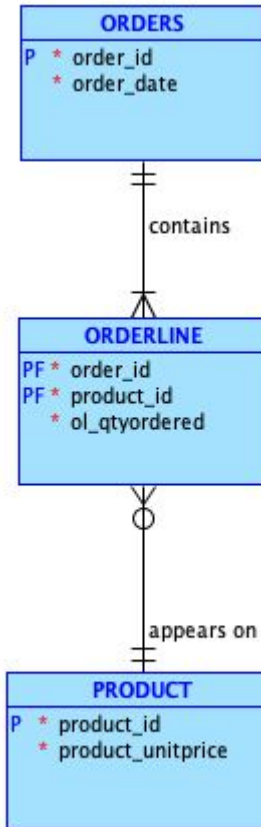 ORDERS
P * order_id
* order_date
contains
ORDERLINE
PF * order_id
PF * product_id
* ol_qtyordered
appears on
PRODUCT
P * product_id
* product_unitprice